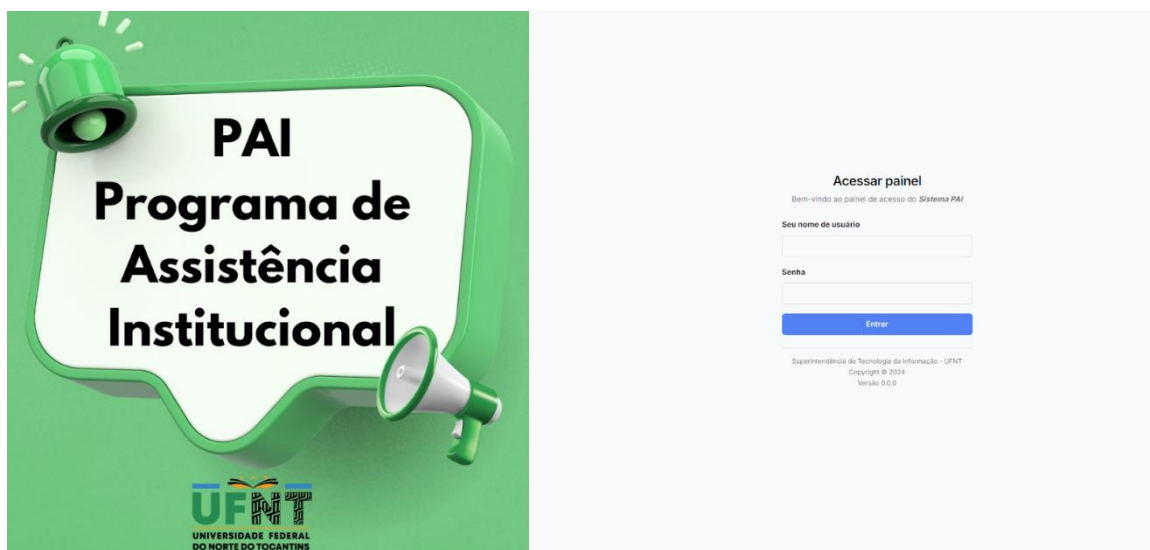 PAI
Programa de
Assistência
Institucional
UFNT
UNIVERSIDADE FEDERAL
DO NORTE DO TOCANTINS
Acessar painel
Bem-vindo ao painel de acesso do Sistema PAI
Seu nome de usuário
Senha
Entrar
Superintendência de Tecnologia da Informação - UFNT
Copyright © 2024
Versão 0.0.0